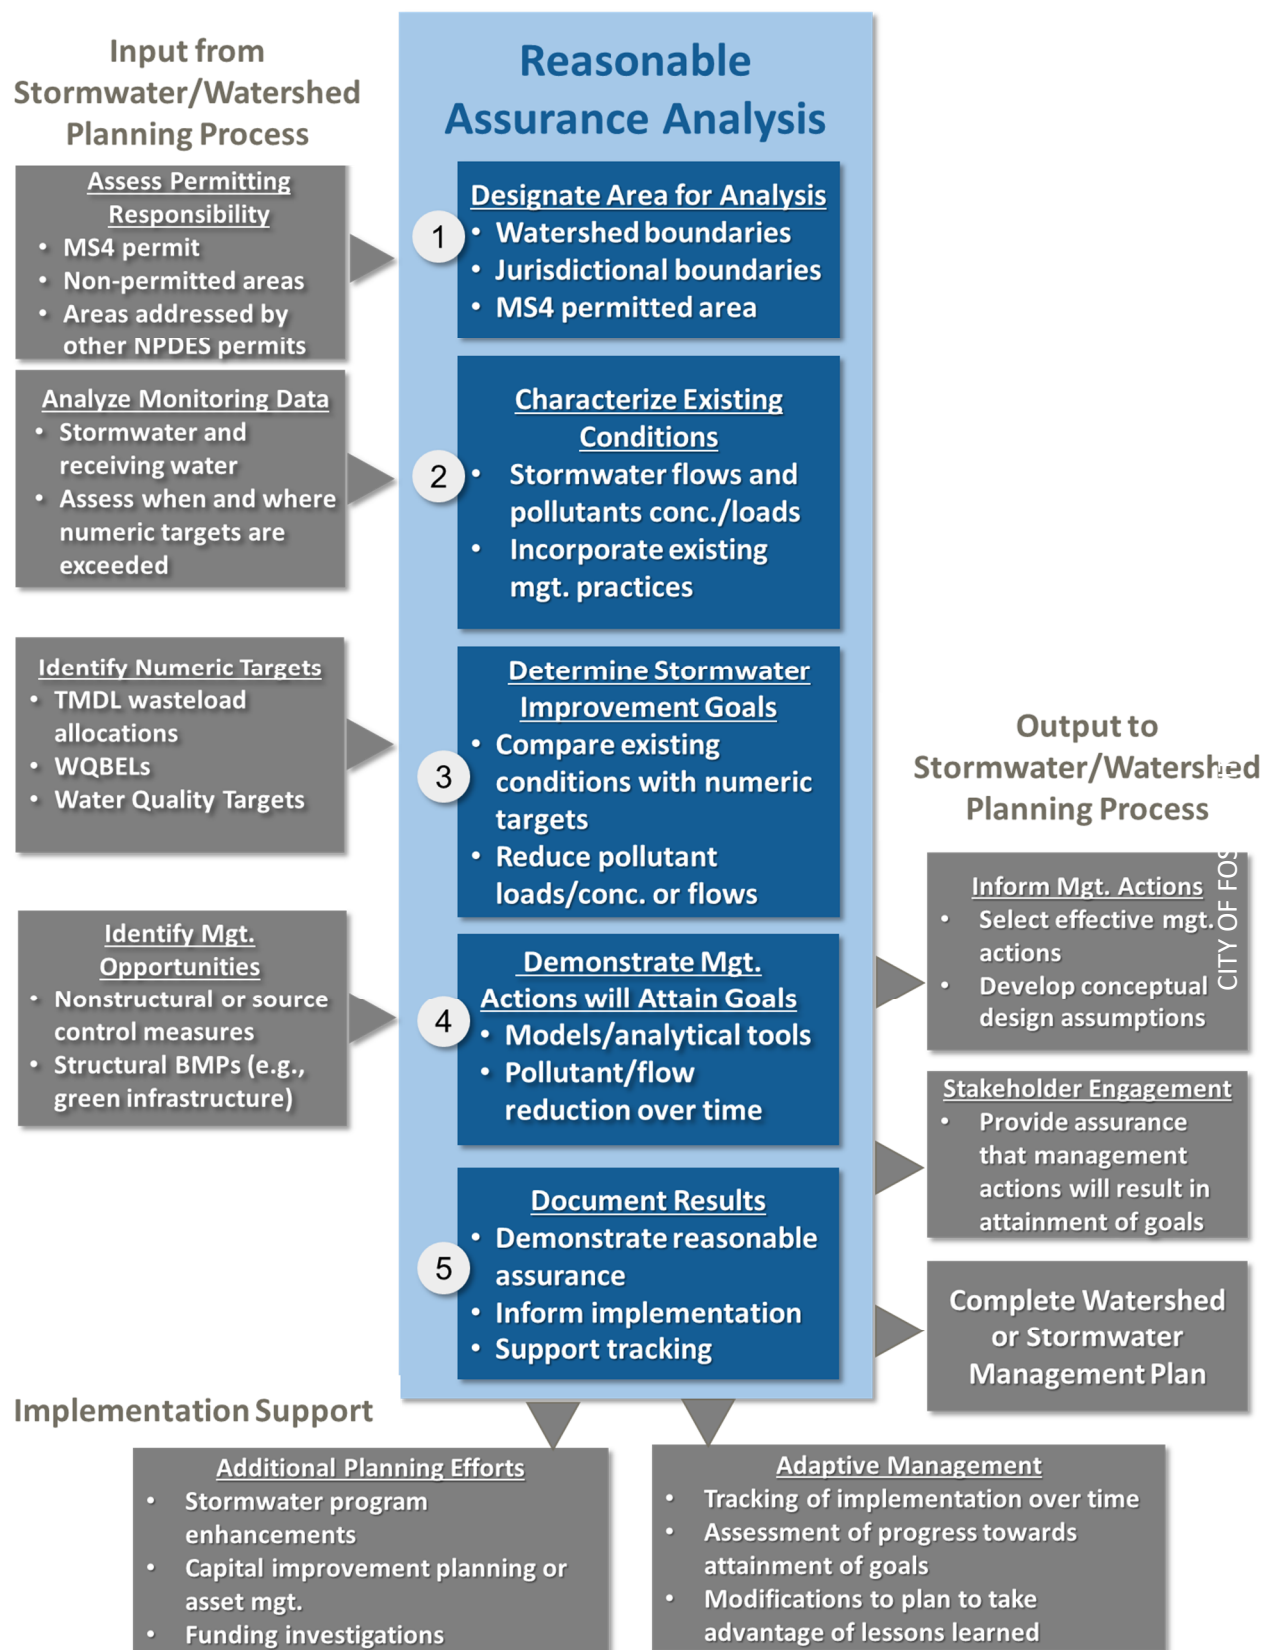 Input from
Stormwater/Watershed
Planning Process
Assess Permitting
Responsibility
• MS4 permit
• Non-permitted areas
• Areas addressed by
other NPDES permits
Analyze Monitoring Data
• Stormwater and
receiving water
• Assess when and where
numeric targets are
exceeded
Identify Numeric Targets
• TMDL wasteload
allocations
• WQBELs
• Water Quality Targets
Identify Mgt.
Opportunities
• Nonstructural or source
control measures
• Structural BMPs (e.g.,
green infrastructure)
Reasonable
Assurance Analysis
1
Designate Area for Analysis
• Watershed boundaries
• Jurisdictional boundaries
• MS4 permitted area
2
Characterize Existing
Conditions
• Stormwater flows and
pollutants conc./loads
• Incorporate existing
mgt. practices
3
Determine Stormwater
Improvement Goals
• Compare existing
conditions with numeric
targets
• Reduce pollutant
loads/conc. or flows
4
Demonstrate Mgt.
Actions will Attain Goals
• Models/analytical tools
• Pollutant/flow
reduction over time
5
Document Results
• Demonstrate reasonable
assurance
• Inform implementation
• Support tracking
Output to
Stormwater/Watershed
Planning Process
Inform Mgt. Actions
• Select effective mgt.
actions
• Develop conceptual
design assumptions
CITY OF FOS
Stakeholder Engagement
• Provide assurance
that management
actions will result in
attainment of goals
Complete Watershed
or Stormwater
Management Plan
Implementation Support
Additional Planning Efforts
• Stormwater program
enhancements
• Capital improvement planning or
asset mgt.
• Funding investigations
Adaptive Management
• Tracking of implementation over time
• Assessment of progress towards
attainment of goals
• Modifications to plan to take
advantage of lessons learned